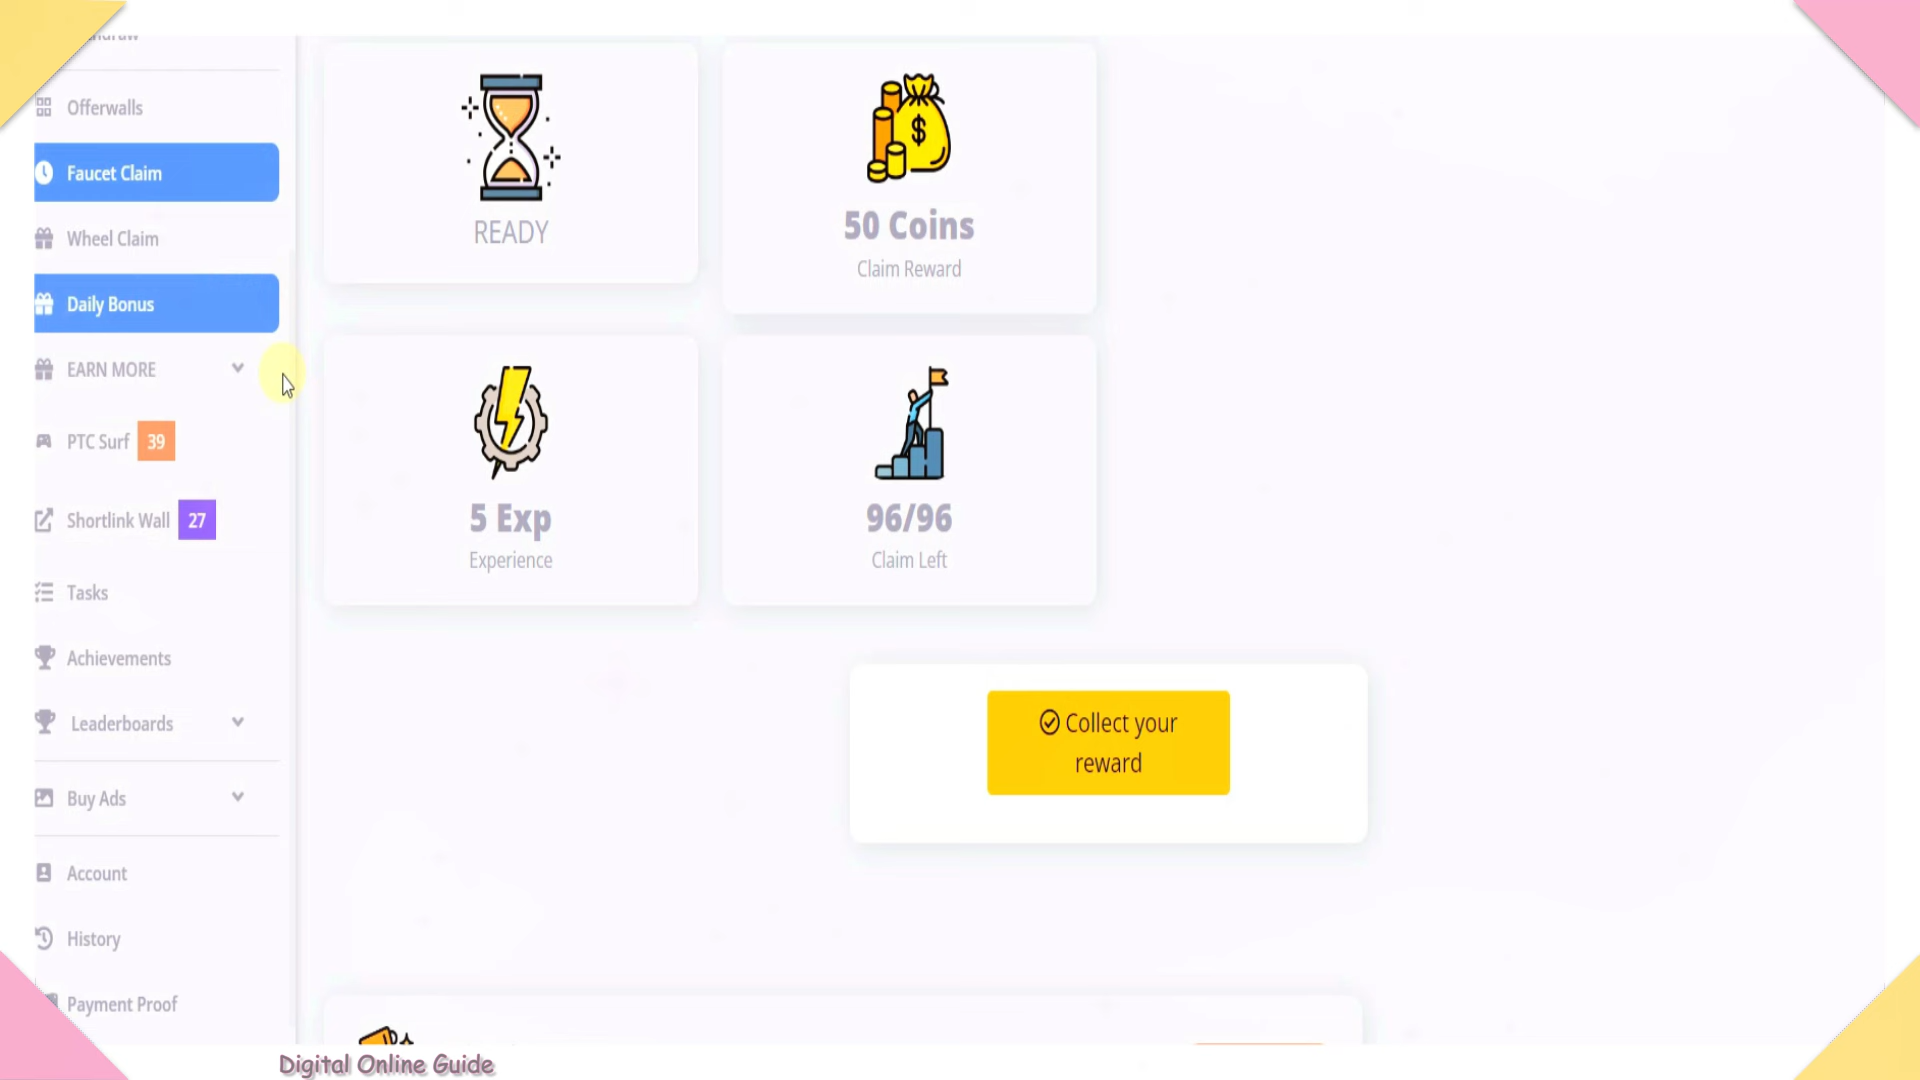 Offerwalls
Faucet Claim
Wheel Claim
Daily Bonus
EARN MORE
PTC Surf 39
Shortlink Wall 27
Tasks
Achievements
Leaderboards
Buy Ads
Account
History
Payment Proof
READY
$
50 Coins
Claim Reward
5 Exp
Experience
96/96
Claim Left
Collect your
reward
Digital Online Guide